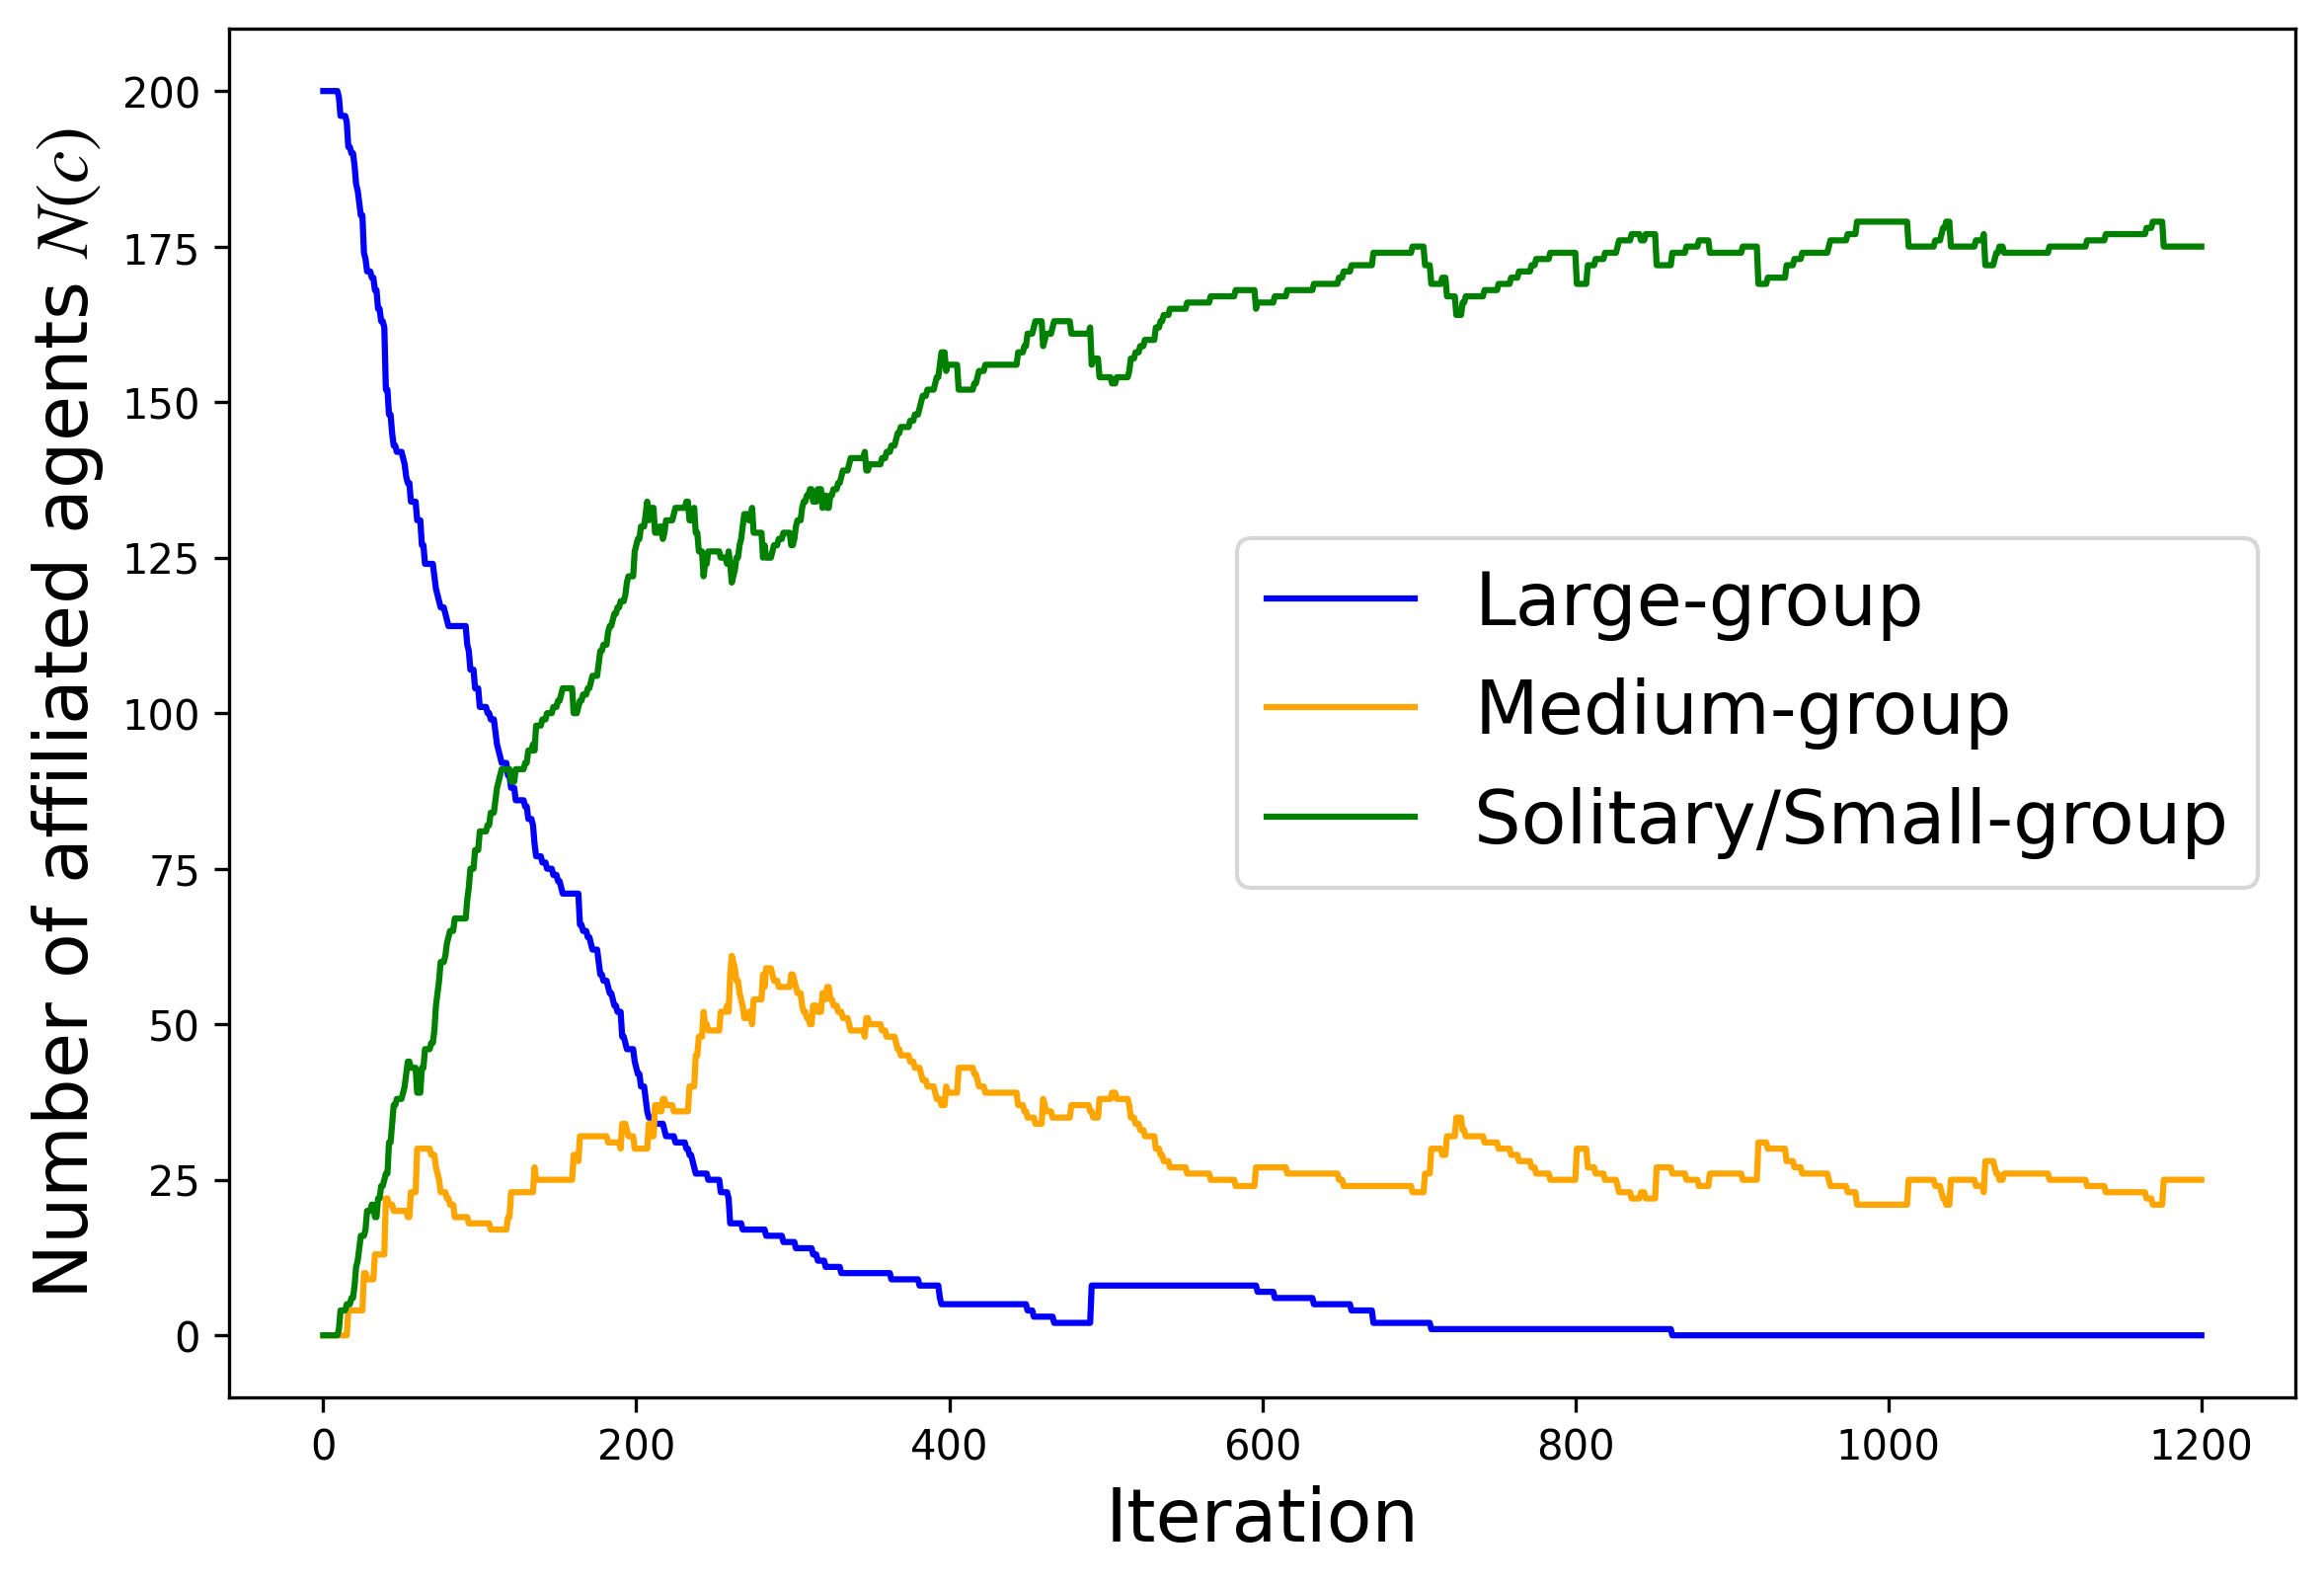 Number of affiliated agents N(c)
200
175
150
125
100
75
50
25
0
Large-group
Medium-group
Solitary/Small-group
0 200 400 600 800 1000 1200
Iteration